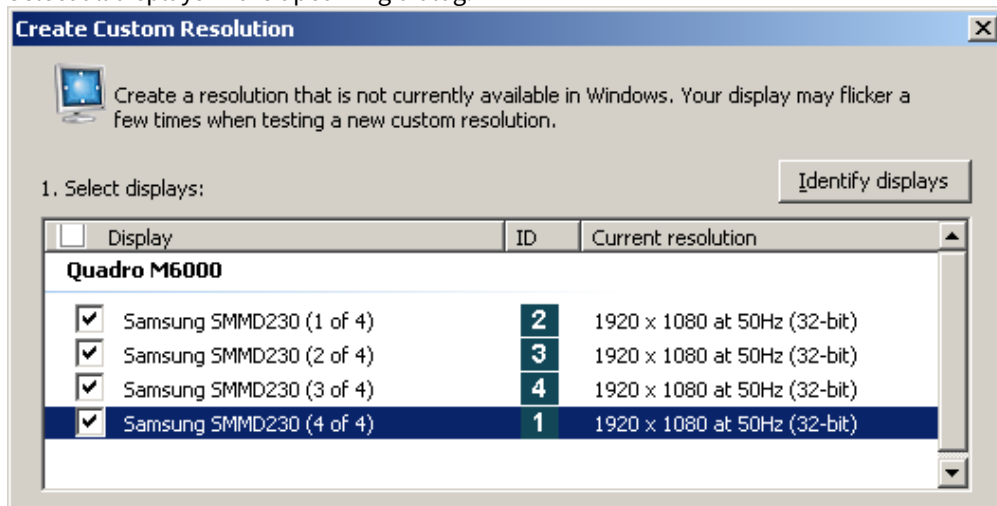 Create Custom Resolution
Create a resolution that is not currently available in Windows. Your display may flicker a
few times when testing a new custom resolution.
1. Select displays:
Identify displays
Display ID Current resolution
Quadro M6000
Samsung SMMD230 (1 of 4) 2 1920 x 1080 at 50Hz (32-bit)
Samsung SMMD230 (2 of 4) 3 1920 x 1080 at 50Hz (32-bit)
Samsung SMMD230 (3 of 4) 4 1920 x 1080 at 50Hz (32-bit)
Samsung SMMD230 (4 of 4) 1 1920 x 1080 at 50Hz (32-bit)